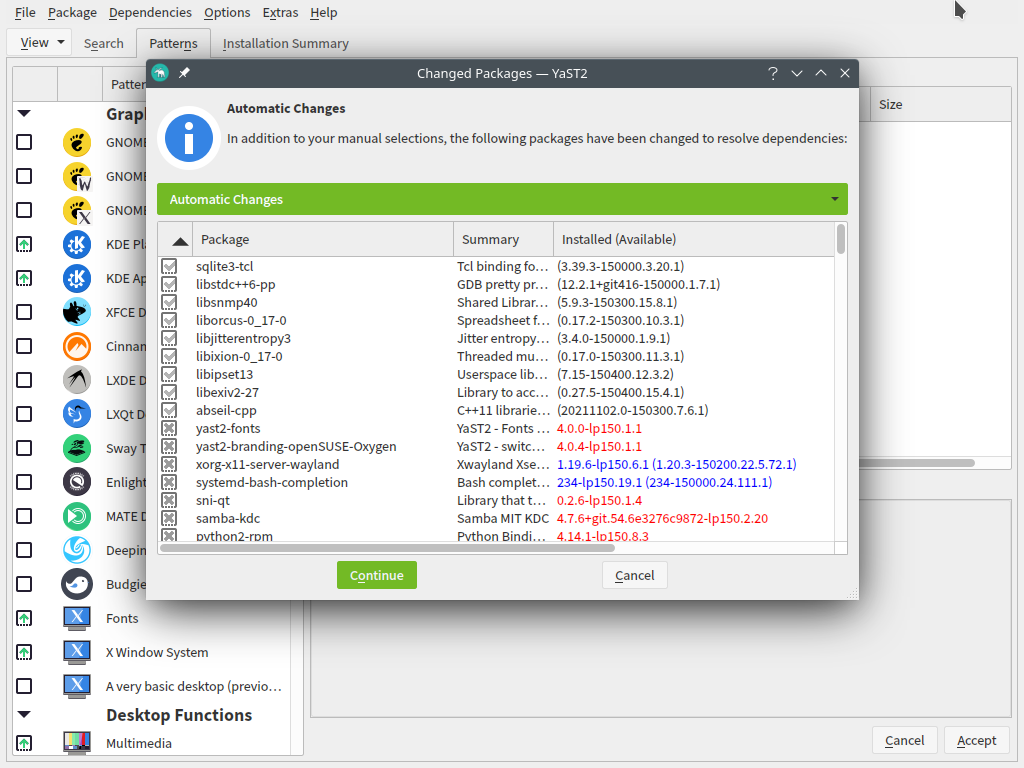 File Package Dependencies Options Extras Help
View Search Patterns Installation Summary
Changed Packages — YaST2
Automatic Changes
In addition to your manual selections, the following packages have been changed to resolve dependencies:
Automatic Changes
Package Summary Installed (Available)
sqlite3-tcl Tcl binding fo… (3.39.3-150000.3.20.1)
libstdc++6-pp GDB pretty pr… (12.2.1+git416-150000.1.7.1)
libsnmp40 Shared Librar… (5.9.3-150300.15.8.1)
liborcus-0_17-0 Spreadsheet f… (0.17.2-150300.10.3.1)
libjitterentropy3 Jitter entropy… (3.4.0-150000.1.9.1)
libixion-0_17-0 Threaded mu… (0.17.0-150300.11.3.1)
libipset13 Userspace lib… (7.15-150400.12.3.2)
libexiv2-27 Library to acc… (0.27.5-150400.15.4.1)
abseil-cpp C++11 librarie… (20211102.0-150300.7.6.1)
yast2-fonts YaST2 - Fonts … 4.0.0-lp150.1.1
yast2-branding-openSUSE-Oxygen YaST2 - switc… 4.0.4-lp150.1.1
xorg-x11-server-wayland Xwayland Xse… 1.19.6-lp150.6.1 (1.20.3-150200.22.5.72.1)
systemd-bash-completion Bash complet… 234-lp150.19.1 (234-150000.24.111.1)
sni-qt Library that t… 0.2.6-lp150.1.4
samba-kdc Samba MIT KDC 4.7.6+git.54.6e3276c9872-lp150.2.20
python2-rpm Python Bindi… 4.14.1-lp150.8.3
Continue Cancel
Patter
Size
Grap
GNOME
GNOME
W
GNOME
X
KDE Pl
KDE Ap
XFCE D
Cinnam
LXDE D
LXQt D
Sway T
Enlight
MATE D
Deepin
Budgie
X Fonts
X X Window System
X A very basic desktop (previo…
Desktop Functions
Multimedia
Cancel Accept